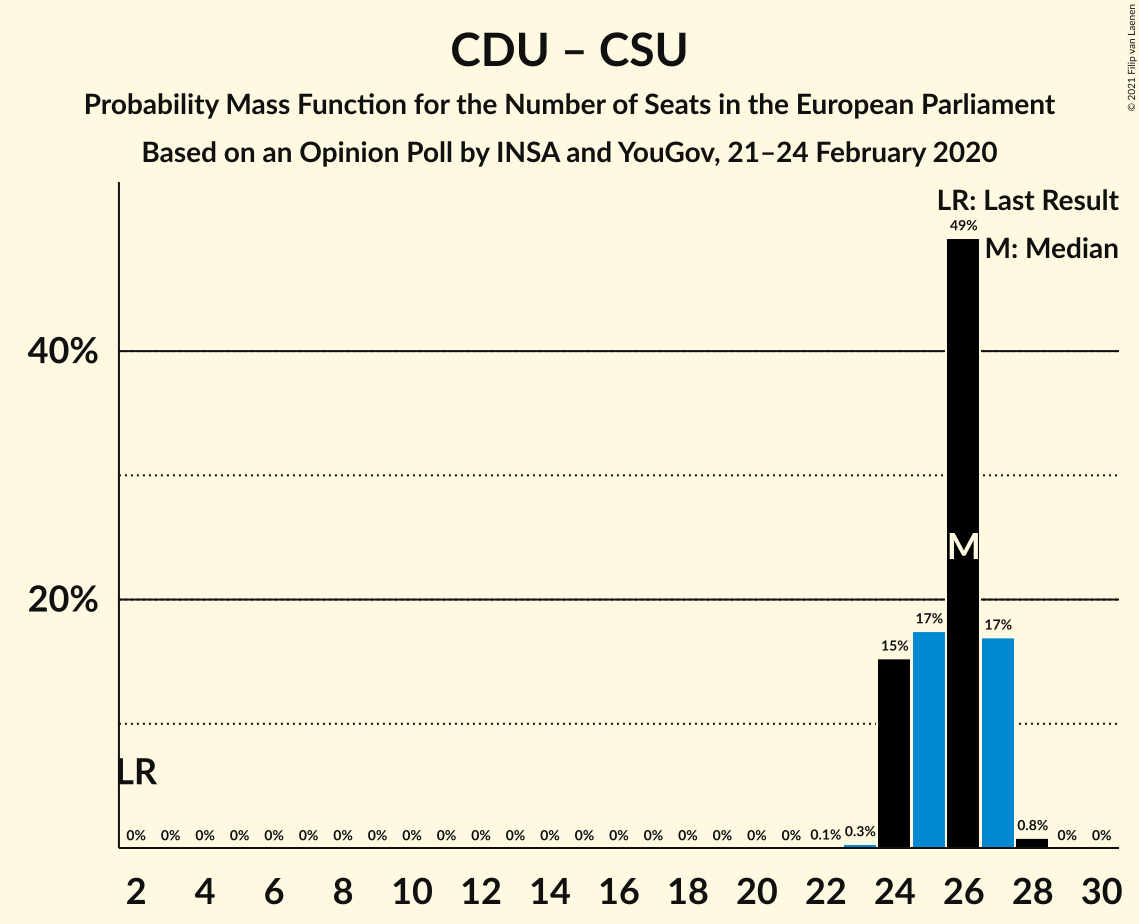 CDU – CSU
Probability Mass Function for the Number of Seats in the European Parliament
Based on an Opinion Poll by INSA and YouGov, 21–24 February 2020
© 2021 Filip van Laenen
LR: Last Result
M: Median
49%
40%
M
20%
15% 17% 17%
LR
0% 0% 0% 0% 0% 0% 0% 0% 0% 0% 0% 0% 0% 0% 0% 0% 0% 0% 0% 0% 0.1% 0.3% 0.8% 0% 0%
2 4 6 8 10 12 14 16 18 20 22 24 26 28 30